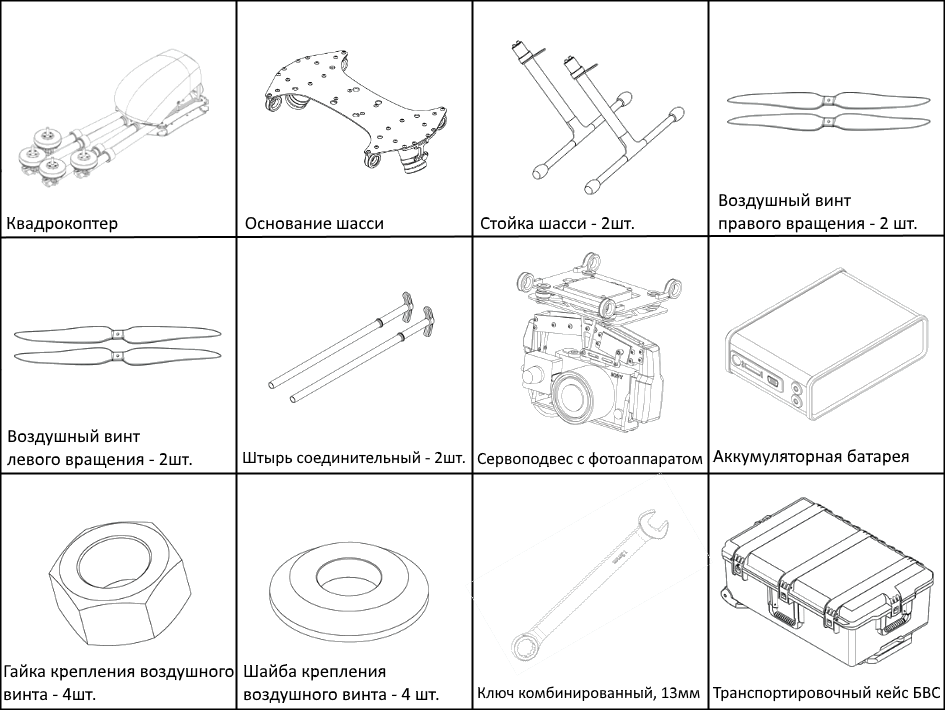 Квадрокоптер
Основание шасси
Стойка шасси - 2шт.
Воздушный винт
правого вращения - 2 шт.
Воздушный винт
левого вращения - 2шт.
Штырь соединительный - 2шт.
SONY
Сервоподвес с фотоаппаратом
Аккумуляторная батарея
Гайка крепления воздушного
винта - 4шт.
Шайба крепления
воздушного винта - 4 шт.
13mm
Ключ комбинированный, 13мм
Транспортировочный кейс БВС